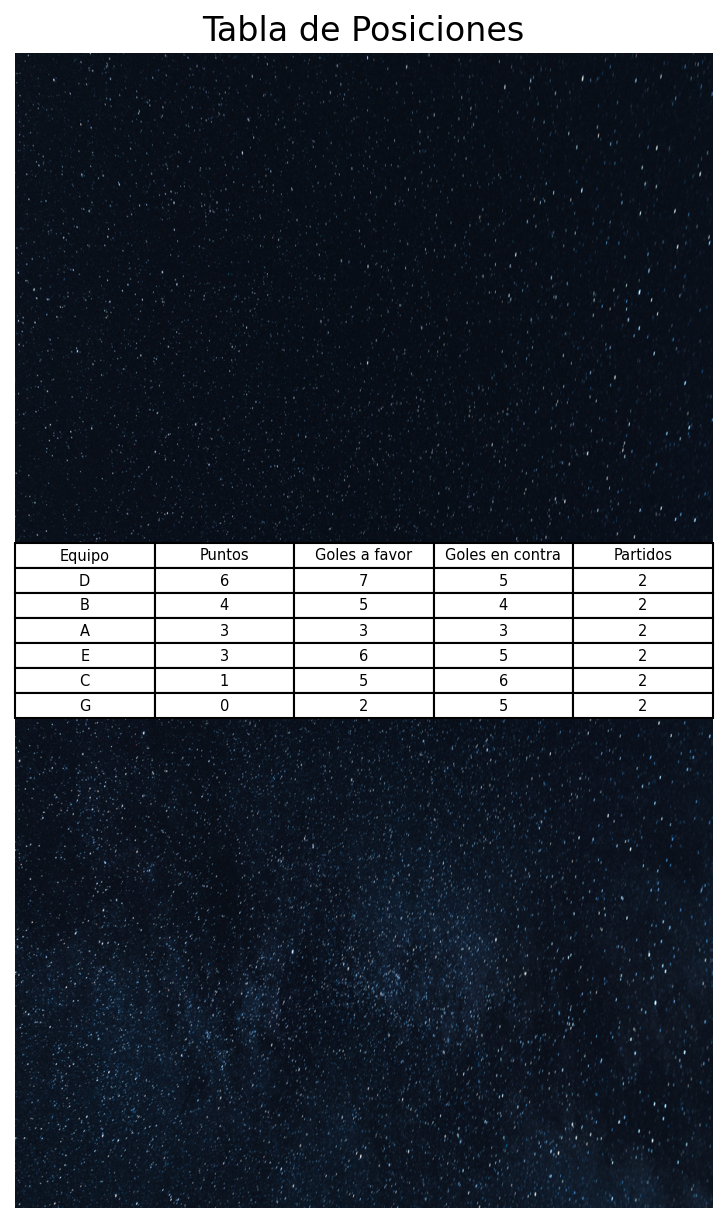 Tabla de Posiciones
Equipo Puntos Goles a favor Goles en contra Partidos
D 6 7 5 2
B 4 5 4 2
A 3 3 3 2
E 3 6 5 2
C 1 5 6 2
G 0 2 5 2